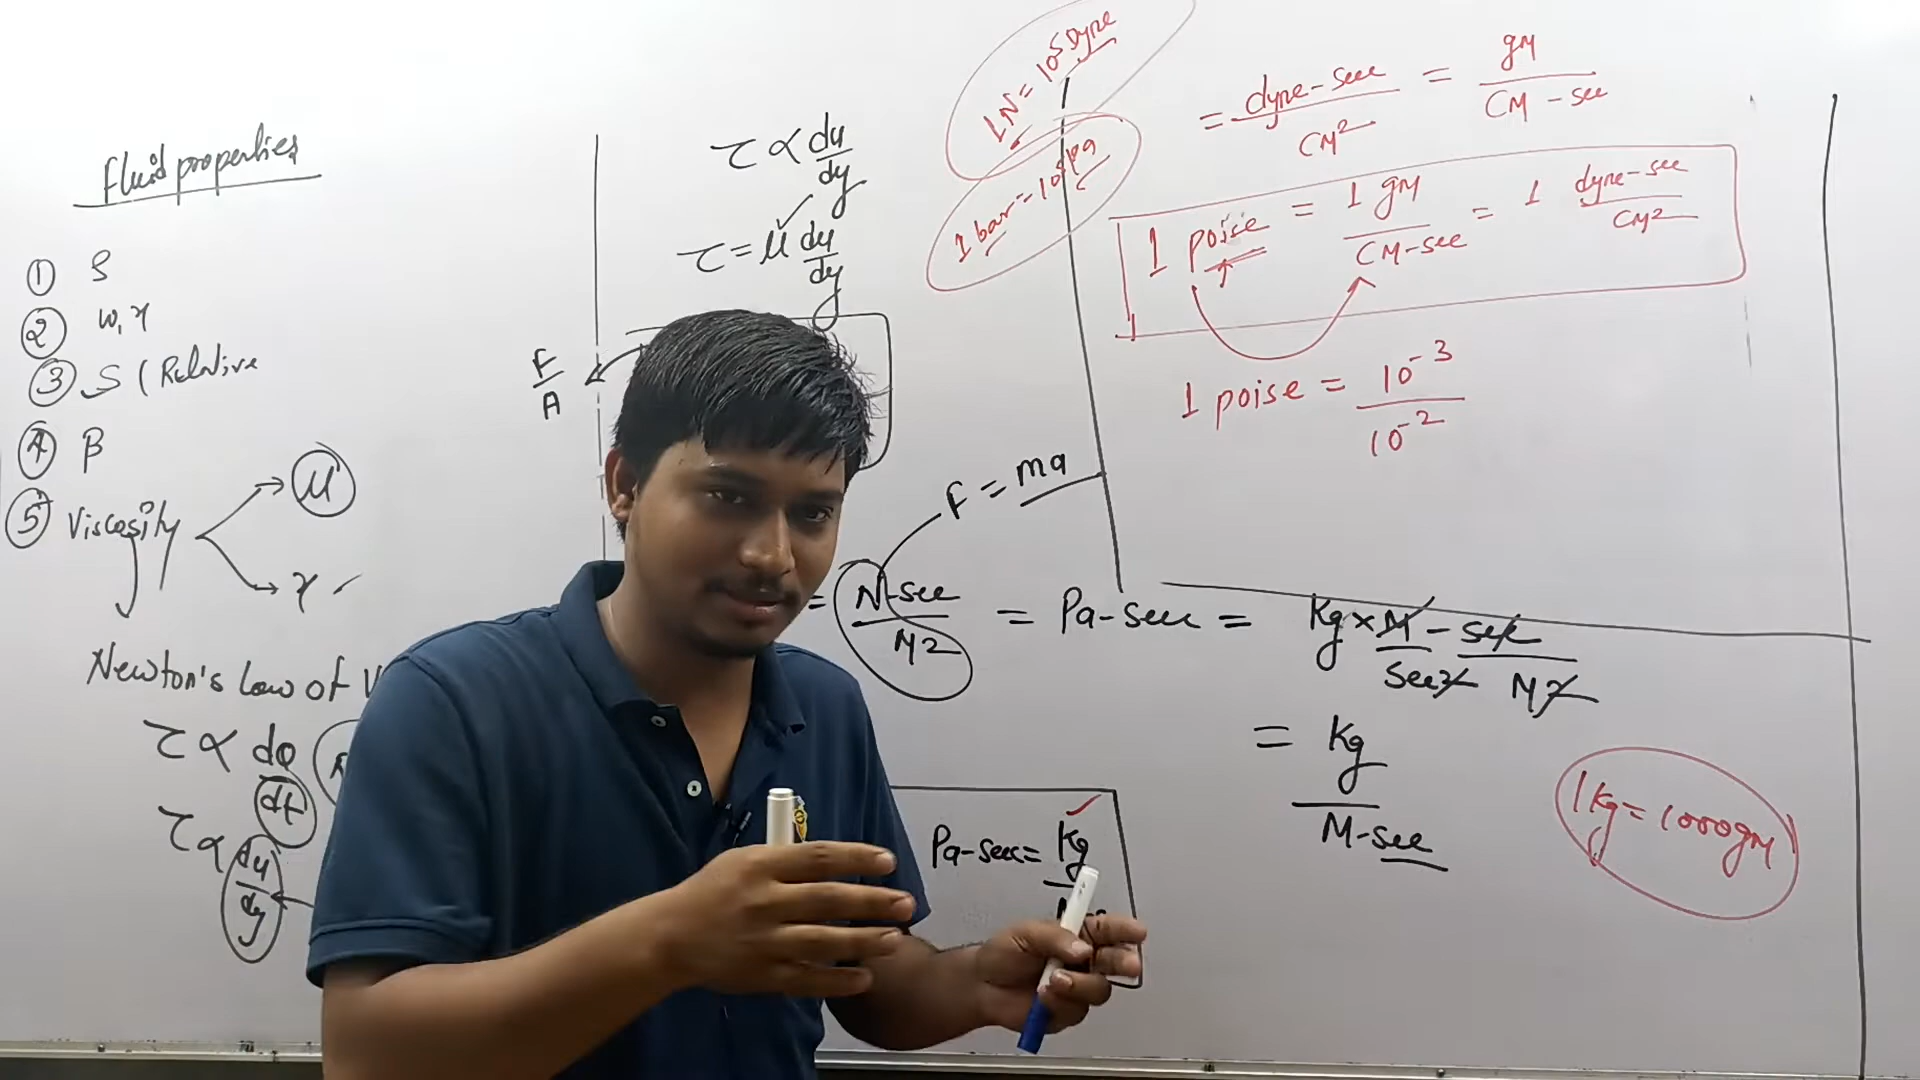 Fluid properties
① ρ
② w, γ
③ S (Relative
④ β
⑤ Viscosity → μ
→ γ
Newton's Law of V
τ ∝ dθ
dt
τ ∝ du
dy
τ ∝ du
dy
τ = μ du
dy
F
A
F = ma
= N-sec
M2
= Pa-sec = Kg × M - sec
Sec2 M2
= Kg
M-sec
Pa-sec = Kg
1N = 10^5 Dyne
1 bar = 10^5 Pa
= dyne-sec = gm
CM2 CM-sec
1 poise = 1 gm = 1 dyne-sec
CM-sec CM2
1 poise = 10^-3
10^-2
1Kg = 1000gm